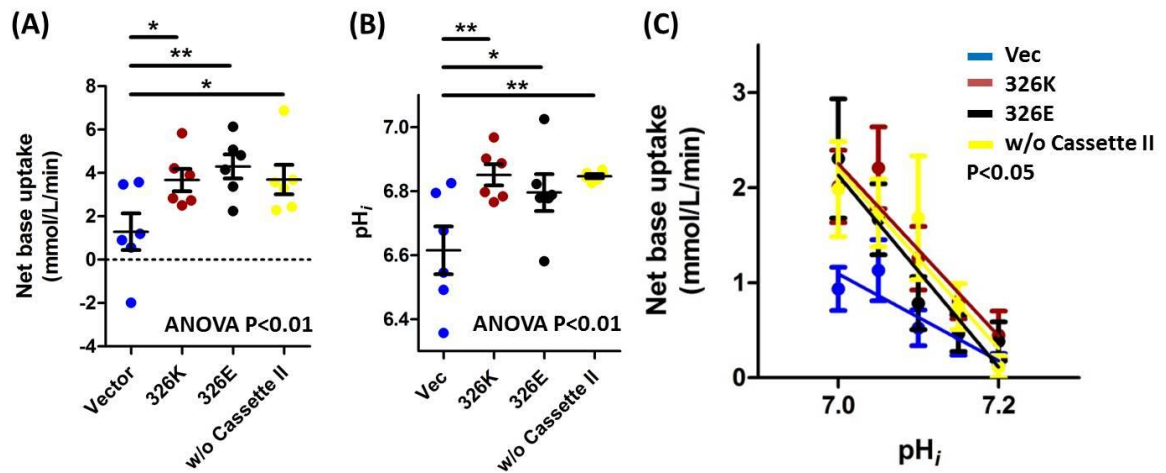 (A)
*
**
*
Net base uptake
(mmol/L/min)
8
6
4
2
0
-2
-4
ANOVA P<0.01
Vector
326K
326E
w/o Cassette II
(B)
**
*
**
pHi
7.0
6.8
6.6
6.4
ANOVA P<0.01
Vec
326K
326E
w/o Cassette II
(C)
Net base uptake
(mmol/L/min)
3
2
1
0
Vec
326K
326E
w/o Cassette II
P<0.05
7.0
7.2
pHi